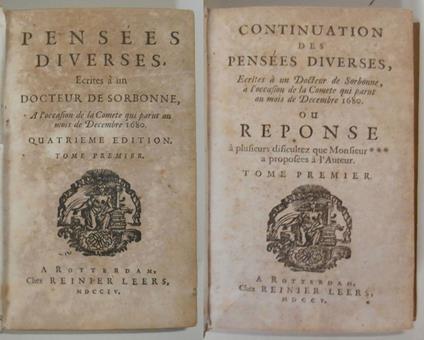 PENSÉES
DIVERSES,
Ecrites à un
DOCTEUR DE SORBONNE,
A l'occasion de la Comete qui parut au
mois de Decembre 1680.
QUATRIEME EDITION.
TOME PREMIER.
A ROTTERDAM,
Chez REINIER LEERS,
MDCCIV.
CONTINUATION
DES
PENSÉES DIVERSES,
Ecrites à un Docteur de Sorbonne,
à l'occasion de la Comete qui parut
au mois de Decembre 1680.
OU
REPONSE
à plusieurs dificultez que Monsieur ***
a proposées à l'Auteur.
TOME PREMIER.
A ROTTERDAM,
Chez REINIER LEERS,
MDCCV.